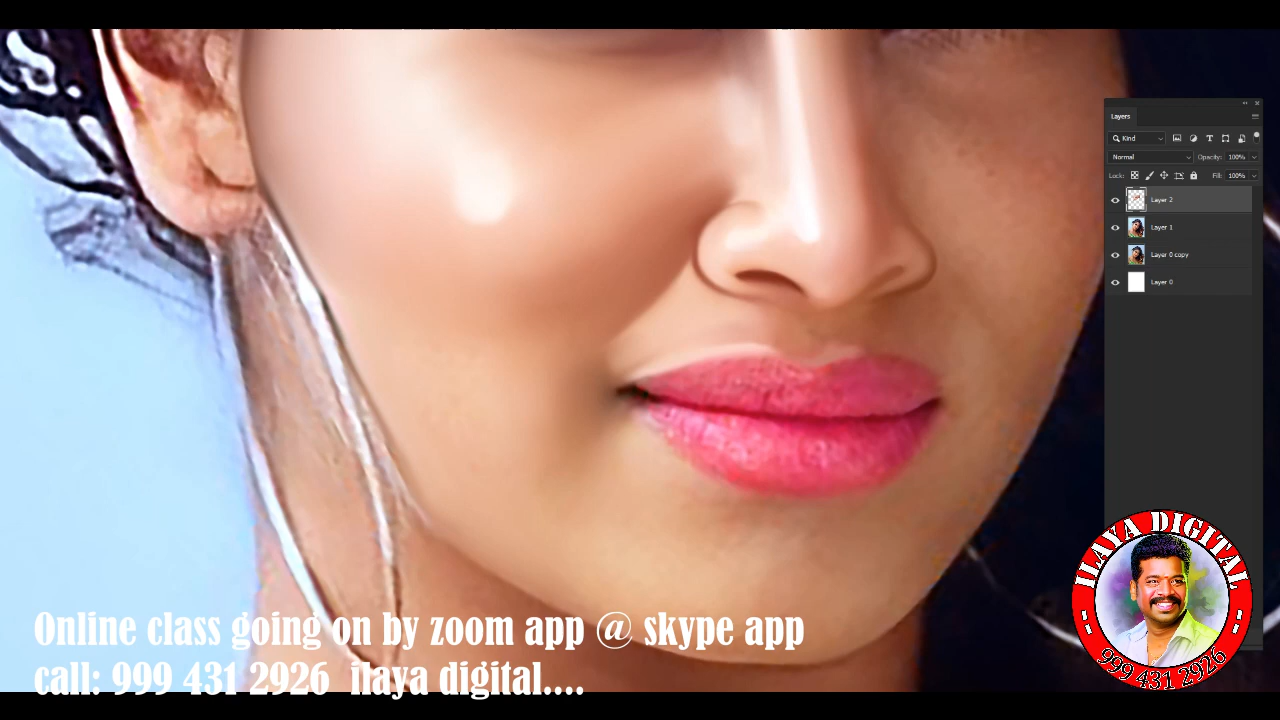 Layers
Kind
Normal Opacity: 100%
Lock: Fill: 100%
Layer 2
Layer 1
Layer 0 copy
Layer 0
ILAYA DIGITAL
999 431 2926
Online class going on by zoom app @ skype app
call: 999 431 2926 ilaya digital....